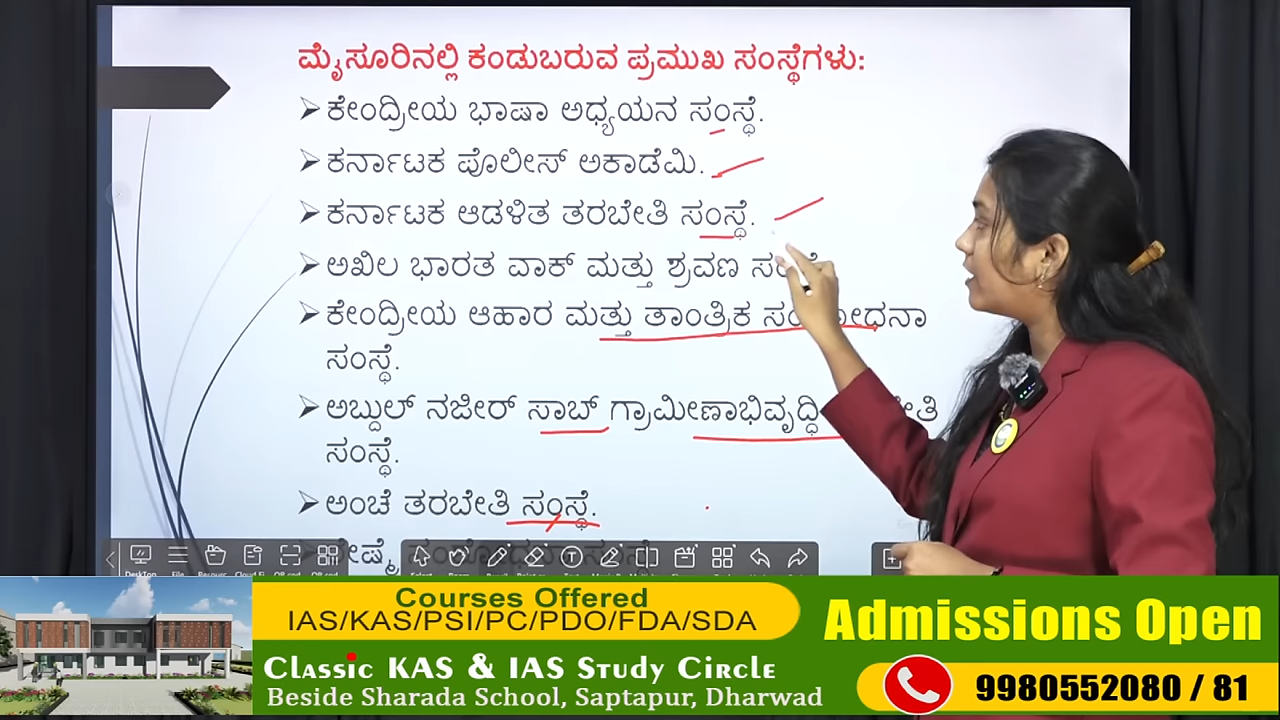 ಮೈಸೂರಿನಲ್ಲಿ ಕಂಡುಬರುವ ಪ್ರಮುಖ ಸಂಸ್ಥೆಗಳು:
➢ಕೇಂದ್ರೀಯ ಭಾಷಾ ಅಧ್ಯಯನ ಸಂಸ್ಥೆ.
➢ಕರ್ನಾಟಕ ಪೊಲೀಸ್ ಅಕಾಡೆಮಿ.
➢ಕರ್ನಾಟಕ ಆಡಳಿತ ತರಬೇತಿ ಸಂಸ್ಥೆ.
➢ಅಖಿಲ ಭಾರತ ವಾಕ್ ಮತ್ತು ಶ್ರವಣ
➢ಕೇಂದ್ರೀಯ ಆಹಾರ ಮತ್ತು ತಾಂತ್ರಿಕ
ಸಂಸ್ಥೆ.
➢ಅಬ್ದುಲ್ ನಜೀರ್ ಸಾಬ್ ಗ್ರಾಮೀಣಾಭಿವೃದ್ಧಿ
ಸಂಸ್ಥೆ.
➢ಅಂಚೆ ತರಬೇತಿ ಸಂಸ್ಥೆ.
DeskTop File
Courses Offered
IAS/KAS/PSI/PC/PDO/FDA/SDA
Classic KAS & IAS Study Circle
Beside Sharada School, Saptapur, Dharwad
Admissions Open
9980552080 / 81